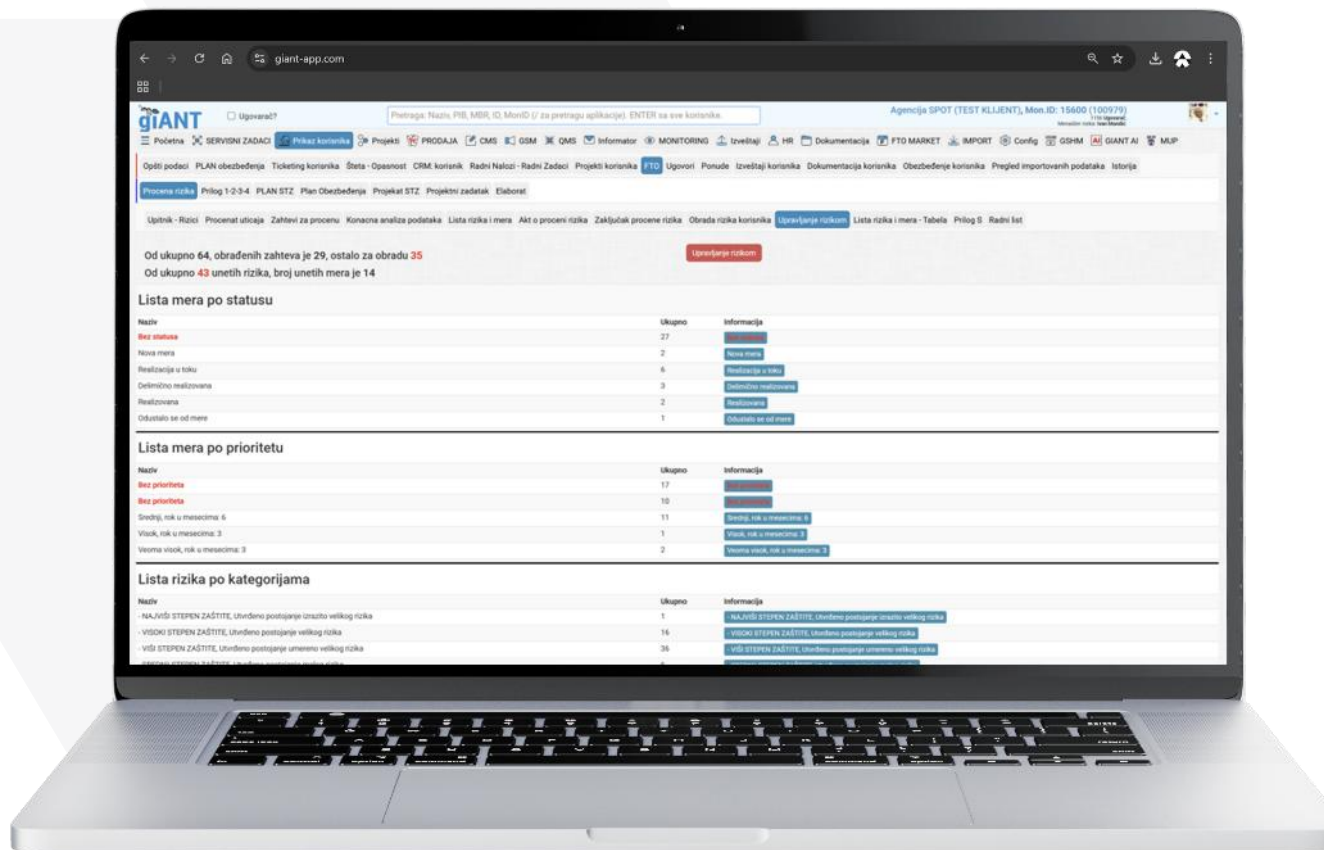 giant-app.com
giANT
Ugovarač?
Pretraga: Naziv, PIB, MBR, ID, MonID (/ za pretragu aplikacije). ENTER sa sve korisnike.
Agencija SPOT (TEST KLIJENT), Mon.ID: 15600 (100979)
Početna SERVISNI ZADACI Prikaz korisnika Projekti PRODAJA CMS GSM QMS Informator MONITORING Izveštaji HR Dokumentacija FTO MARKET IMPORT Config GSHM AI GIANT AI MUP
Opšti podaci PLAN obezbeđenja Ticketing korisnika Šteta - Opasnost CRM: korisnik Radni Nalozi - Radni Zadaci Projekti korisnika FTO Ugovori Ponude Izveštaji korisnika Dokumentacija korisnika Obezbeđenje korisnika Pregled importovanih podataka Istorija
Procena rizika Prilog 1-2-3-4 PLAN STZ Plan Obezbeđenja Projekat STZ Projektni zadatak Elaborat
Upitnik - Rizici Procenat uticaja Zahtevi za procenu Konacna analiza podataka Lista rizika i mera Akt o proceni rizika Zaključak procene rizika Obrada rizika korisnika Upravljanje rizikom Lista rizika i mera - Tabela Prilog S Radni list
Od ukupno 64, obrađenih zahteva je 29, ostalo za obradu 35
Upravljanje rizikom
Od ukupno 43 unetih rizika, broj unetih mera je 14
Lista mera po statusu
Naziv Ukupno Informacija
Bez statusa 27 Bez statusa
Nova mera 2 Nova mera
Realizacija u toku 6 Realizacija u toku
Delimično realizovana 3 Delimično realizovana
Realizovana 2 Realizovana
Odustalo se od mere 1 Odustalo se od mere
Lista mera po prioritetu
Naziv Ukupno Informacija
Bez prioriteta 17 Bez prioriteta
Bez prioriteta 10 Bez prioriteta
Srednji, rok u mesecima: 6 11 Srednji, rok u mesecima: 6
Visok, rok u mesecima: 3 1 Visok, rok u mesecima: 3
Veoma visok, rok u mesecima: 3 2 Veoma visok, rok u mesecima: 3
Lista rizika po kategorijama
Naziv Ukupno Informacija
- NAJVIŠI STEPEN ZAŠTITE, Utvrđeno postojanje izrazito velikog rizika 1 - NAJVIŠI STEPEN ZAŠTITE, Utvrđeno postojanje izrazito velikog rizika
- VISOKI STEPEN ZAŠTITE, Utvrđeno postojanje velikog rizika 16 - VISOKI STEPEN ZAŠTITE, Utvrđeno postojanje velikog rizika
- VIŠI STEPEN ZAŠTITE, Utvrđeno postojanje umereno velikog rizika 36 - VIŠI STEPEN ZAŠTITE, Utvrđeno postojanje umereno velikog rizika